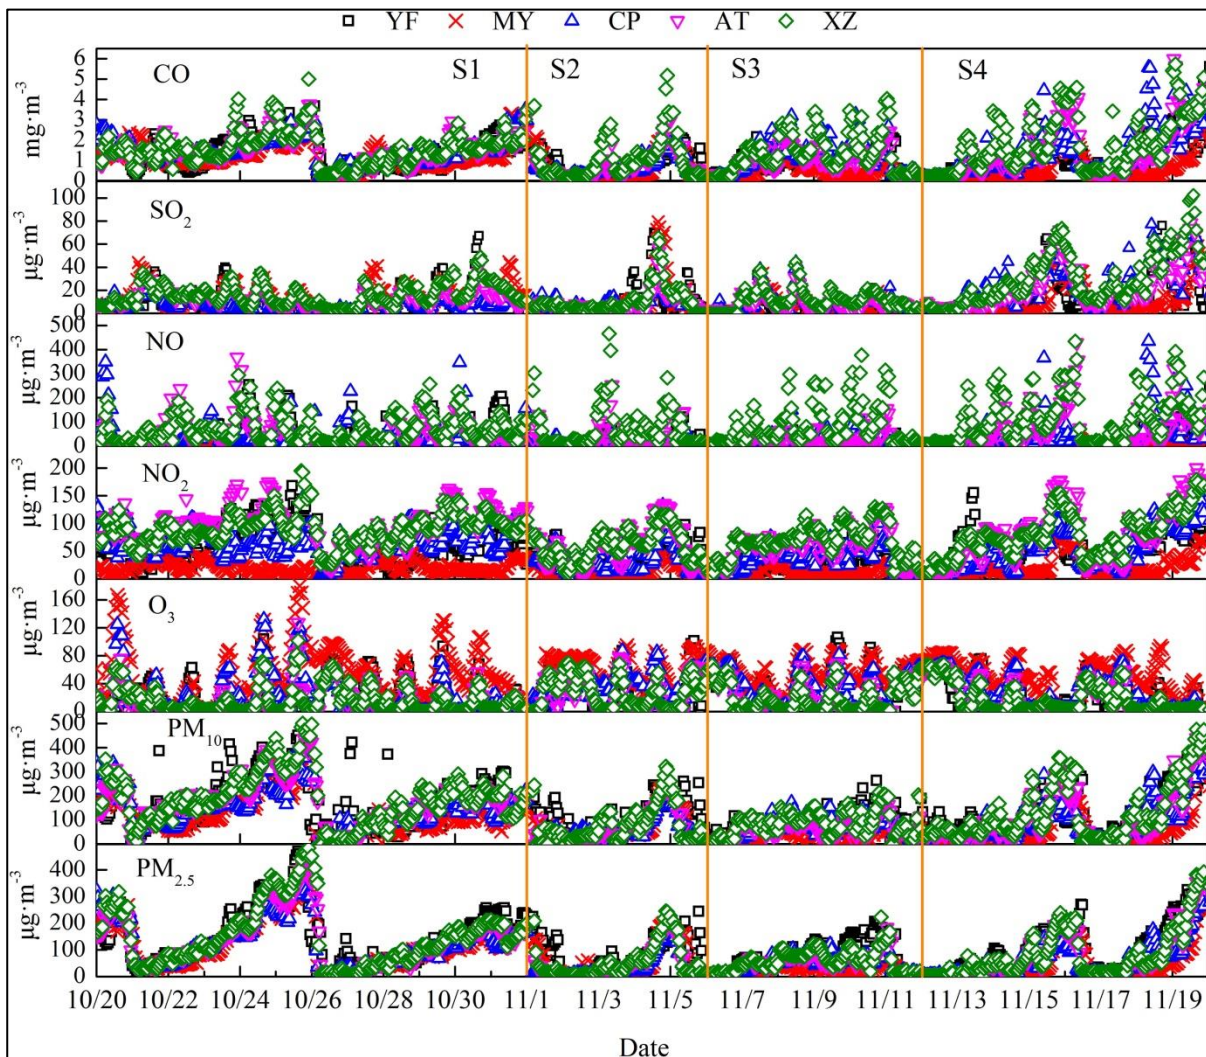 YF MY CP AT XZ
CO S1 S2 S3 S4
mg·m⁻³
6
5
4
3
2
1
0
SO₂
µg·m⁻³
100
80
60
40
20
0
NO
µg·m⁻³
500
400
300
200
100
0
NO₂
µg·m⁻³
200
150
100
50
0
O₃
µg·m⁻³
160
120
80
40
0
PM₁₀
µg·m⁻³
500
400
300
200
100
0
PM₂.₅
µg·m⁻³
400
300
200
100
0
10/20 10/22 10/24 10/26 10/28 10/30 11/1 11/3 11/5 11/7 11/9 11/11 11/13 11/15 11/17 11/19
Date